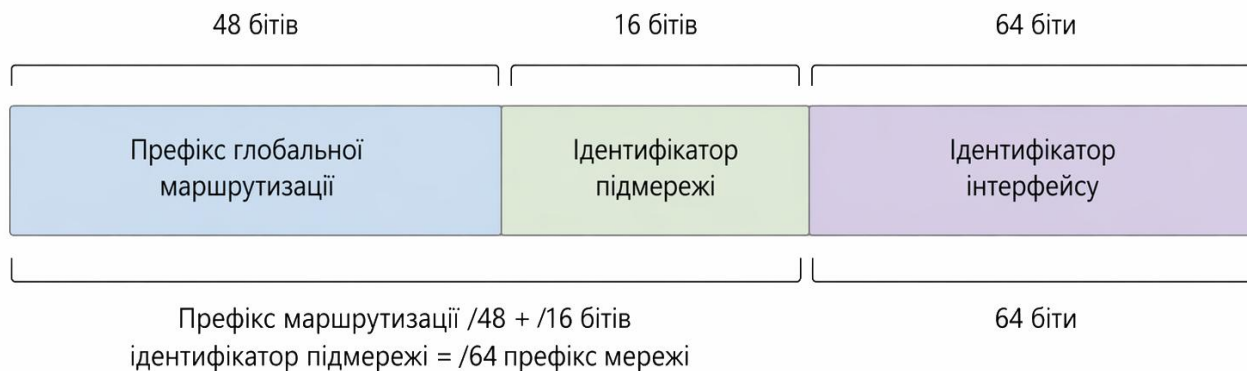 48 бітів
16 бітів
64 біти
Префікс глобальної
маршрутизації
Ідентифікатор
підмережі
Ідентифікатор
інтерфейсу
Префікс маршрутизації /48 + /16 бітів
ідентифікатор підмережі = /64 префікс мережі
64 біти